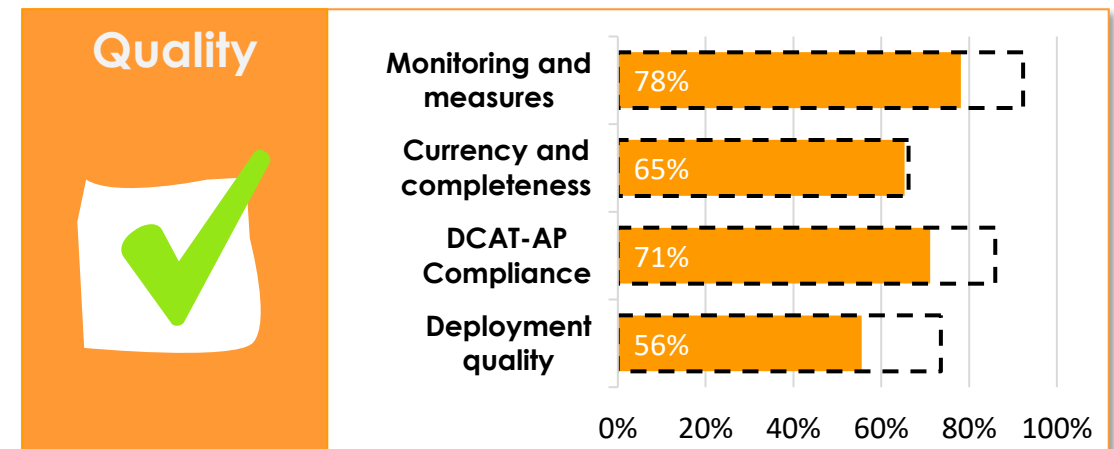 Quality
Monitoring and
measures
78%
Currency and
completeness
65%
DCAT-AP
Compliance
71%
Deployment
quality
56%
0% 20% 40% 60% 80% 100%